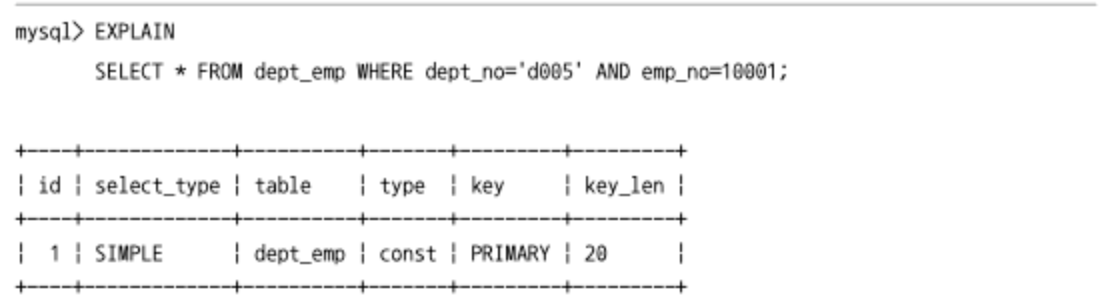 mysql> EXPLAIN
SELECT * FROM dept_emp WHERE dept_no='d005' AND emp_no=10001;
+----+-------------+-----------+-------+---------+---------+
| id | select_type | table     | type  | key     | key_len |
+----+-------------+-----------+-------+---------+---------+
|  1 | SIMPLE      | dept_emp | const | PRIMARY | 20      |
+----+-------------+-----------+-------+---------+---------+